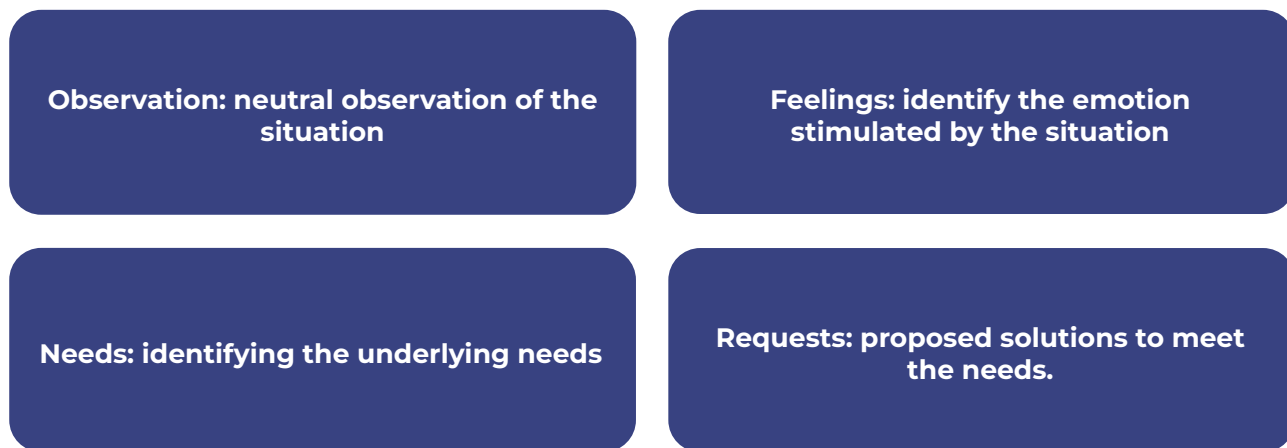 Observation: neutral observation of the
situation
Feelings: identify the emotion
stimulated by the situation
Needs: identifying the underlying needs
Requests: proposed solutions to meet
the needs.